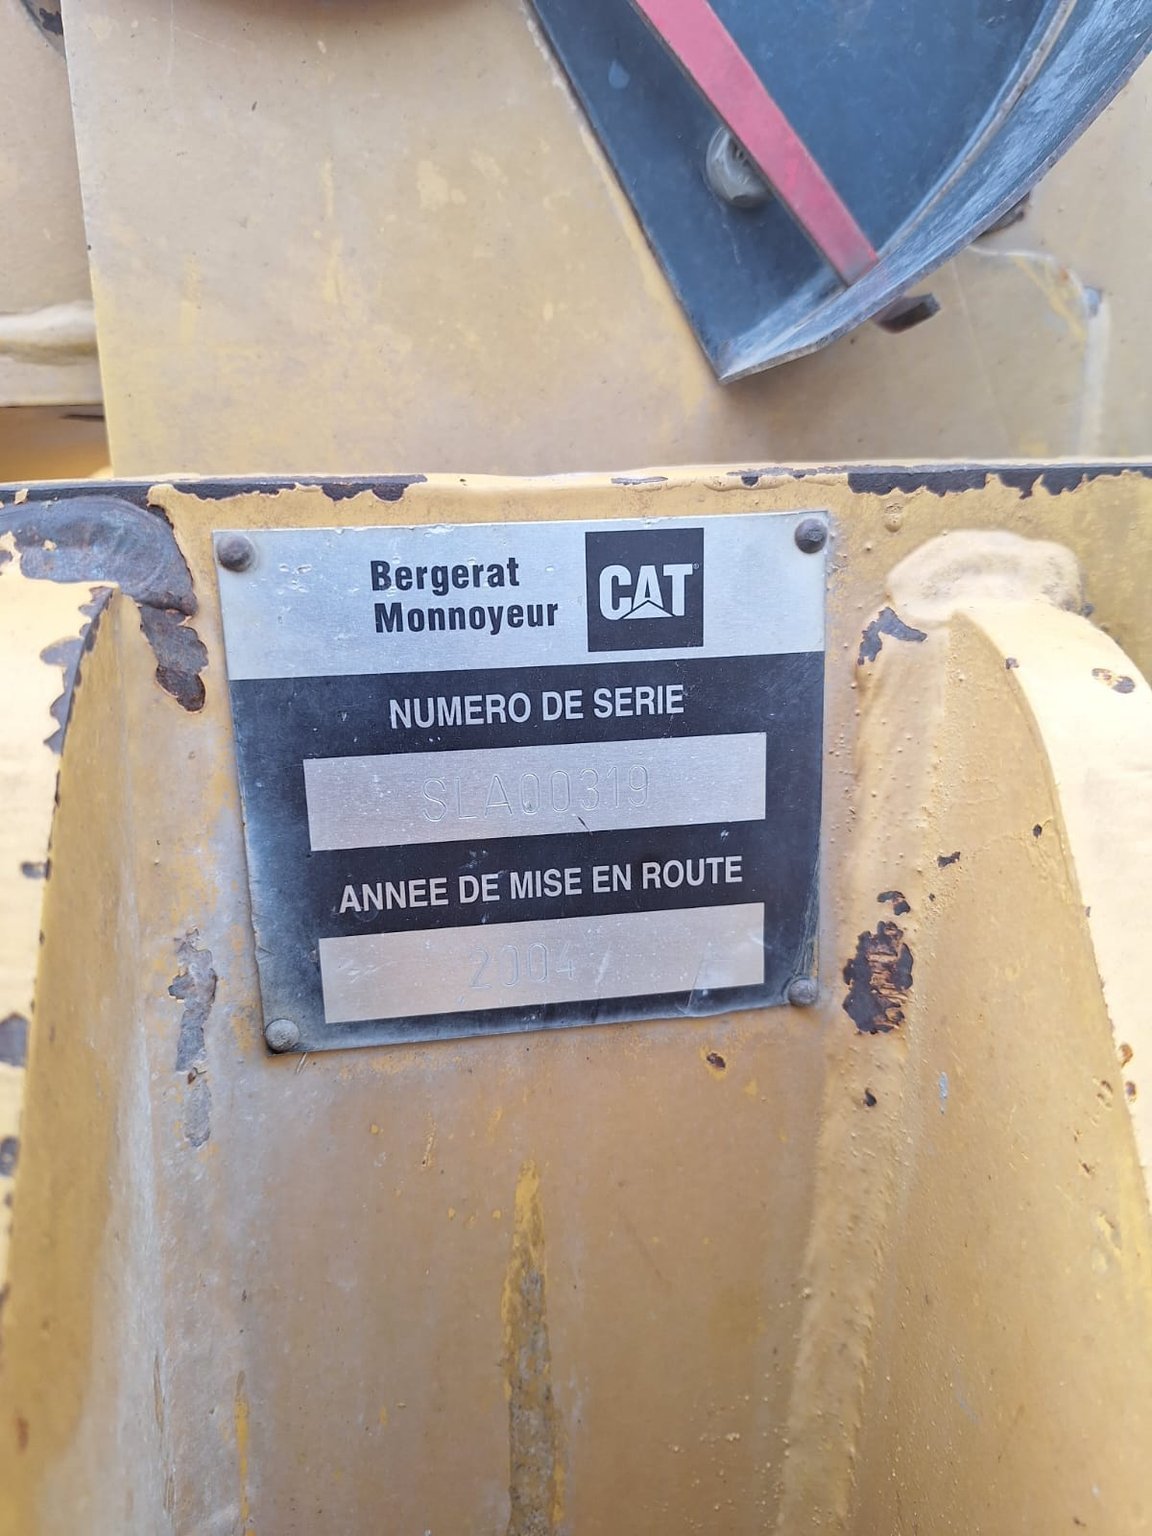 Bergerat
Monnoyeur
CAT
NUMERO DE SERIE
SLA00319
ANNEE DE MISE EN ROUTE
2004